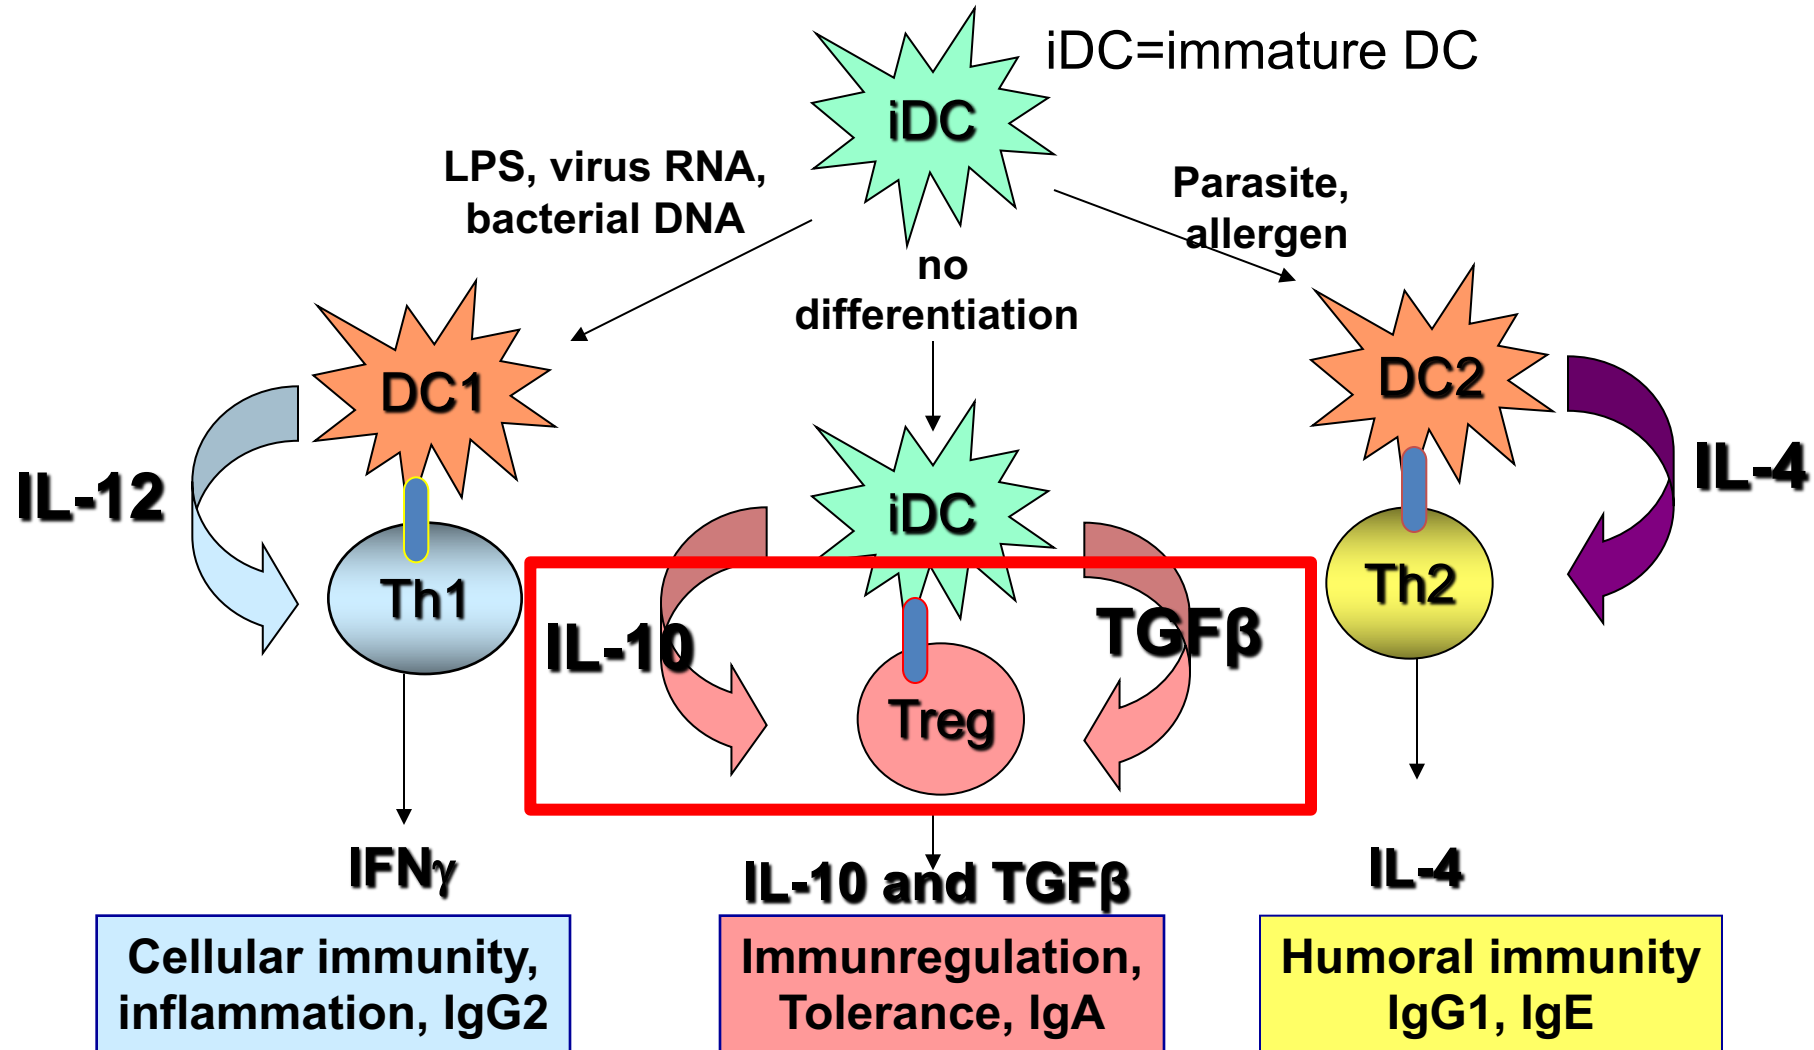 iDC=immature DC
iDC
LPS, virus RNA,
bacterial DNA
Parasite,
allergen
no
differentiation
DC1
DC2
IL-12
IL-4
iDC
Th1
Th2
IL-10
TGFβ
Treg
IFNγ
IL-10 and TGFβ
IL-4
Cellular immunity,
inflammation, IgG2
Immunregulation,
Tolerance, IgA
Humoral immunity
IgG1, IgE